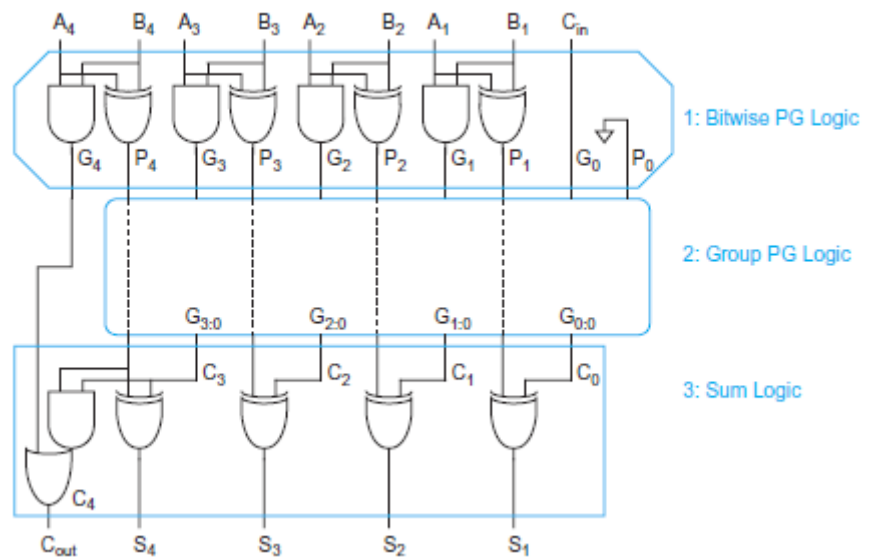 A4 B4 A3 B3 A2 B2 A1 B1 Cin
1: Bitwise PG Logic
G4 P4 G3 P3 G2 P2 G1 P1 G0 P0
2: Group PG Logic
G3:0 G2:0 G1:0 G0:0
C3 C2 C1 C0
3: Sum Logic
C4
Cout S4 S3 S2 S1